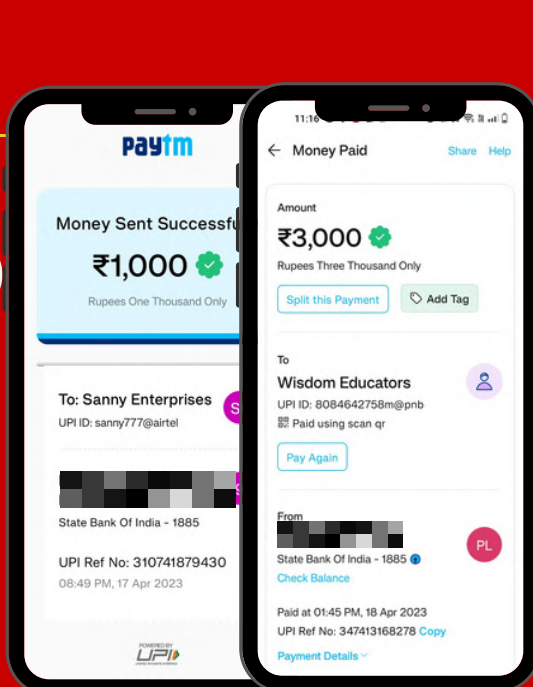 paytm
Money Sent Successfu
₹1,000
Rupees One Thousand Only
To: Sanny Enterprises
S
UPI ID: sanny777@airtel
State Bank Of India - 1885
UPI Ref No: 310741879430
08:49 PM, 17 Apr 2023
POWERED BY
UPI
11:16
Money Paid
Share Help
Amount
₹3,000
Rupees Three Thousand Only
Split this Payment
Add Tag
To
Wisdom Educators
UPI ID: 8084642758m@pnb
Paid using scan qr
Pay Again
From
PL
State Bank Of India - 1885
Check Balance
Paid at 01:45 PM, 18 Apr 2023
UPI Ref No: 347413168278 Copy
Payment Details